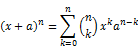 (x + a)^n = \sum_{k=0}^{n} \binom{n}{k} x^k a^{n-k}